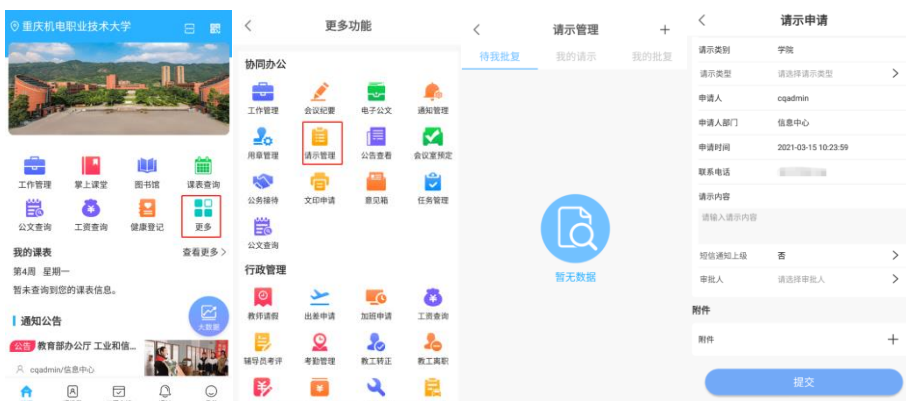 重庆机电职业技术大学
工作管理 掌上课堂 图书馆 课表查询
公文查询 工资查询 健康登记 更多
我的课表 查看更多 >
第4周 星期一
暂未查询到您的课表信息。
大数据
通知公告
公告 教育部办公厅 工业和信...
cqadmin/信息中心
更多功能
协同办公
工作管理 会议纪要 电子公文 通知管理
用章管理 请示管理 公告查看 会议室预定
公务接待 文印申请 意见箱 任务管理
公文查询
行政管理
教师请假 出差申请 加班申请 工资查询
辅导员考评 考勤管理 教工转正 教工离职
请示管理 +
待我批复 我的请示 我的批复
暂无数据
请示申请
请示类别 学院
请示类型 请选择请示类型 >
申请人 cqadmin
申请人部门 信息中心
申请时间 2021-03-15 10:23:59
联系电话
请示内容
请输入请示内容
短信通知上级 否 >
审批人 请选择审批人 >
附件
附件 +
提交